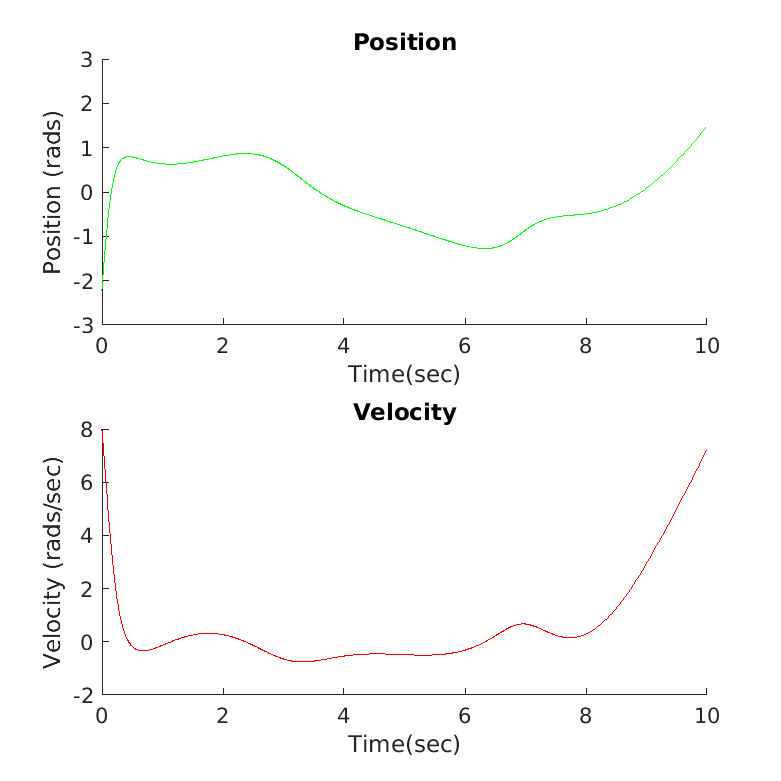 Position
3
2
1
0
-1
-2
-3
Position (rads)
0 2 4 6 8 10
Time(sec)
Velocity
8
6
4
2
0
-2
Velocity (rads/sec)
0 2 4 6 8 10
Time(sec)